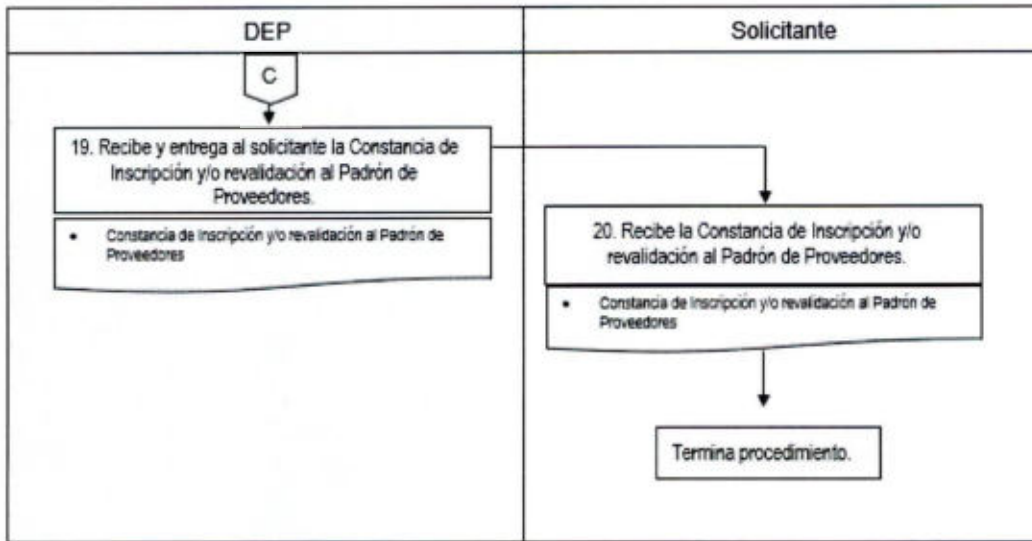 DEP
Solicitante
C
19. Recibe y entrega al solicitante la Constancia de
Inscripción y/o revalidación al Padrón de
Proveedores.
• Constancia de Inscripción y/o revalidación al Padrón de
Proveedores
20. Recibe la Constancia de Inscripción y/o
revalidación al Padrón de Proveedores.
• Constancia de Inscripción y/o revalidación al Padrón de
Proveedores
Termina procedimiento.